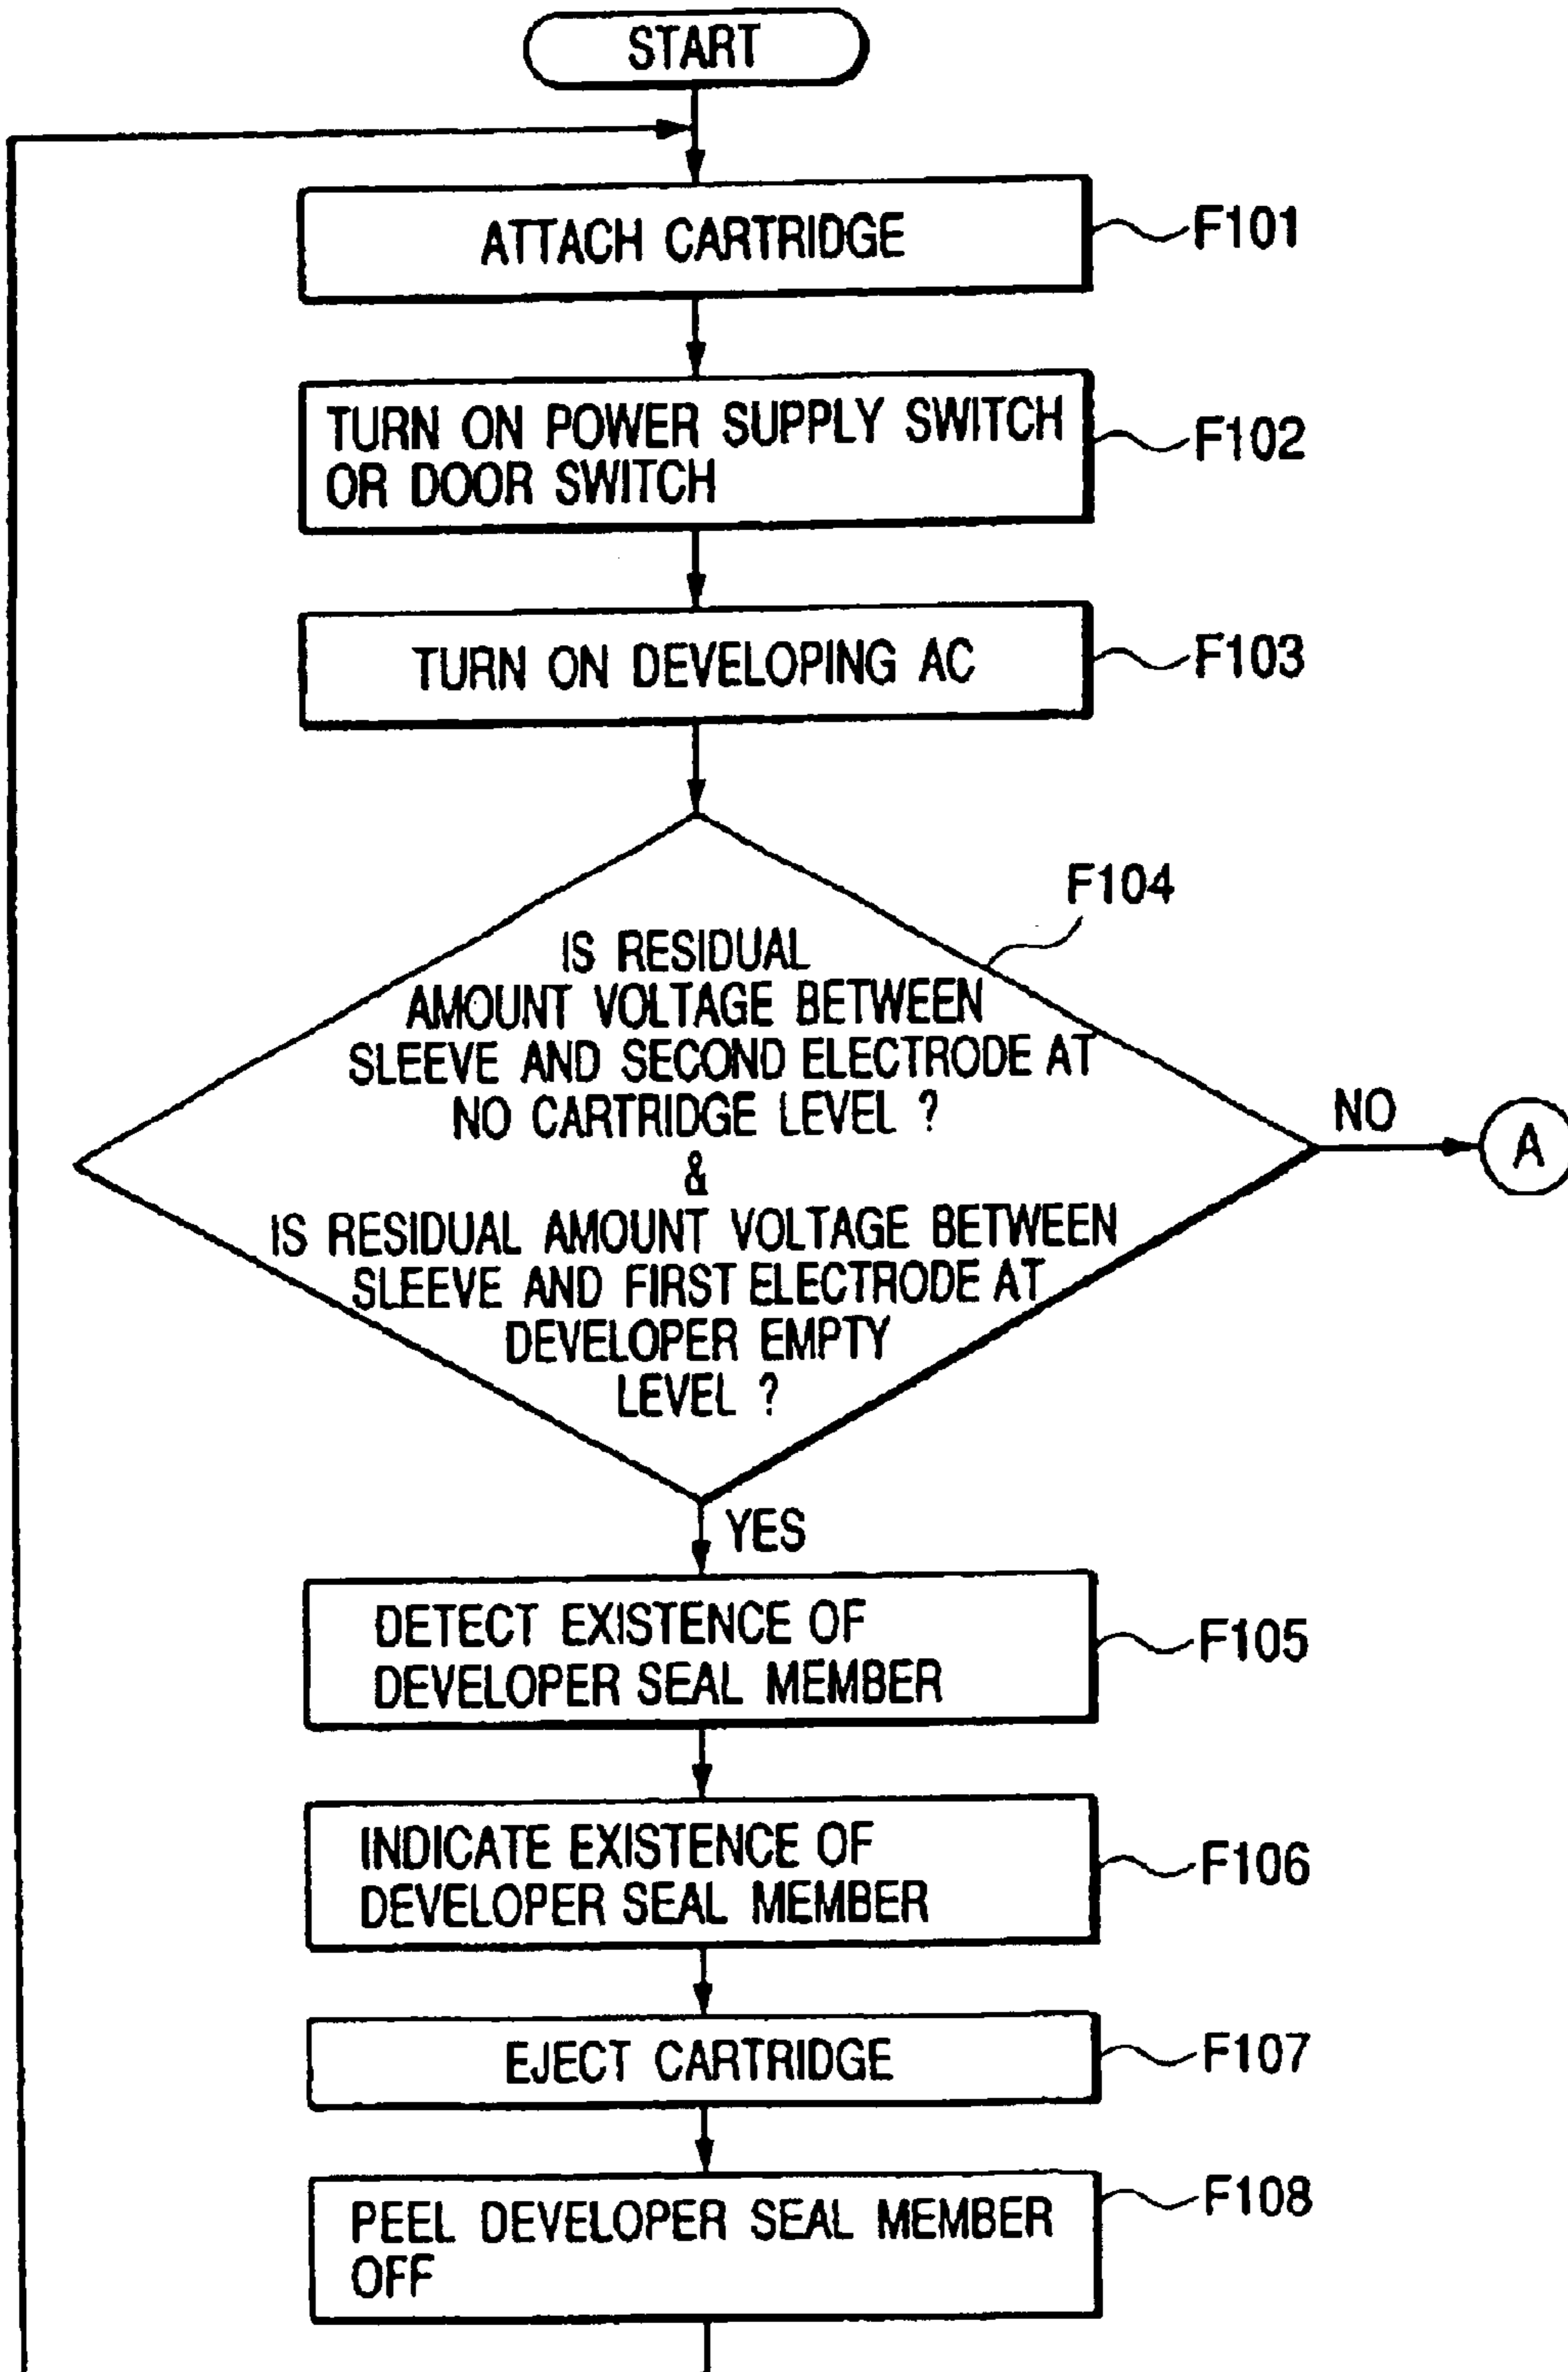 START
ATTACH CARTRIDGE
F101
TURN ON POWER SUPPLY SWITCH
OR DOOR SWITCH
F102
TURN ON DEVELOPING AC
F103
F104
IS RESIDUAL
AMOUNT VOLTAGE BETWEEN
SLEEVE AND SECOND ELECTRODE AT
NO CARTRIDGE LEVEL ?
&
IS RESIDUAL AMOUNT VOLTAGE BETWEEN
SLEEVE AND FIRST ELECTRODE AT
DEVELOPER EMPTY
LEVEL ?
NO
A
YES
DETECT EXISTENCE OF
DEVELOPER SEAL MEMBER
F105
INDICATE EXISTENCE OF
DEVELOPER SEAL MEMBER
F106
EJECT CARTRIDGE
F107
PEEL DEVELOPER SEAL MEMBER
OFF
F108